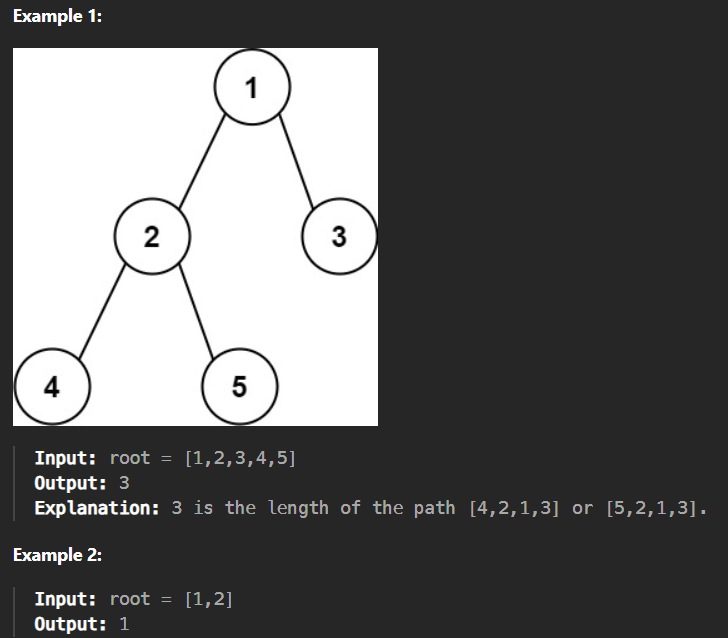 Example 1:
1
2 3
4 5
Input: root = [1,2,3,4,5]
Output: 3
Explanation: 3 is the length of the path [4,2,1,3] or [5,2,1,3].
Example 2:
Input: root = [1,2]
Output: 1